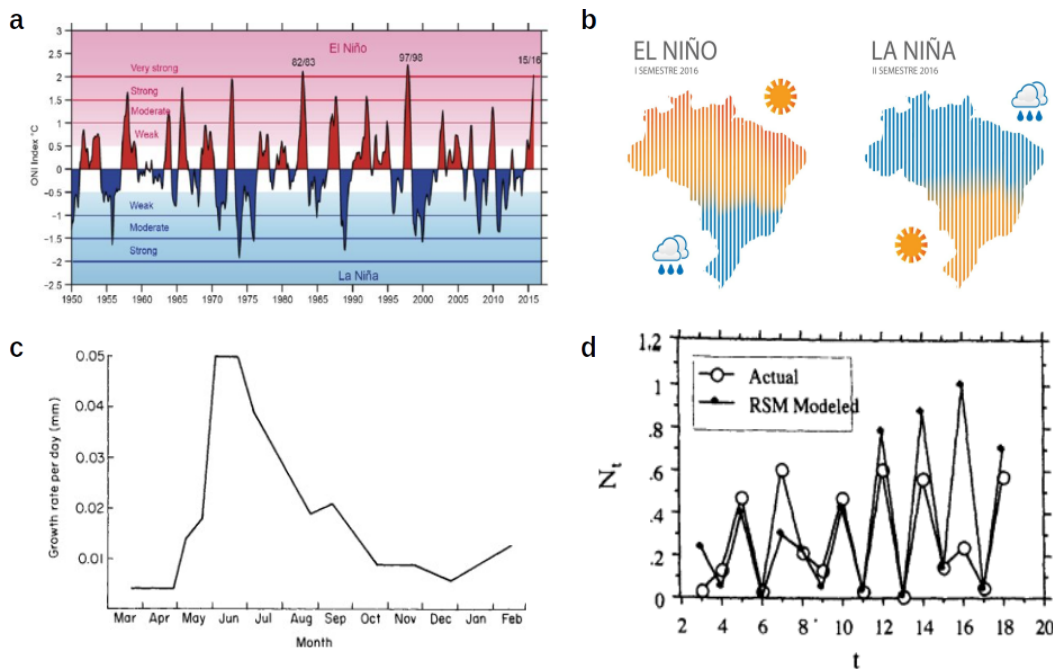 a
3
2.5
2
1.5
1
0.5
0
−0.5
−1
−1.5
−2
−2.5
ONI Index °C
El Niño
Very strong
Strong
Moderate
Weak
82/83
97/98
15/16
Weak
Moderate
Strong
La Niña
1950 1955 1960 1965 1970 1975 1980 1985 1990 1995 2000 2005 2010 2015
b
EL NIÑO
I SEMESTRE 2016
LA NIÑA
II SEMESTRE 2016
c
0.05
0.04
0.03
0.02
0.01
Growth rate per day (mm)
Mar Apr May Jun Jul Aug Sep Oct Nov Dec Jan Feb
Month
d
1.2
1
.8
.6
.4
.2
0
Nt
Actual
RSM Modeled
2 4 6 8 10 12 14 16 18 20
t